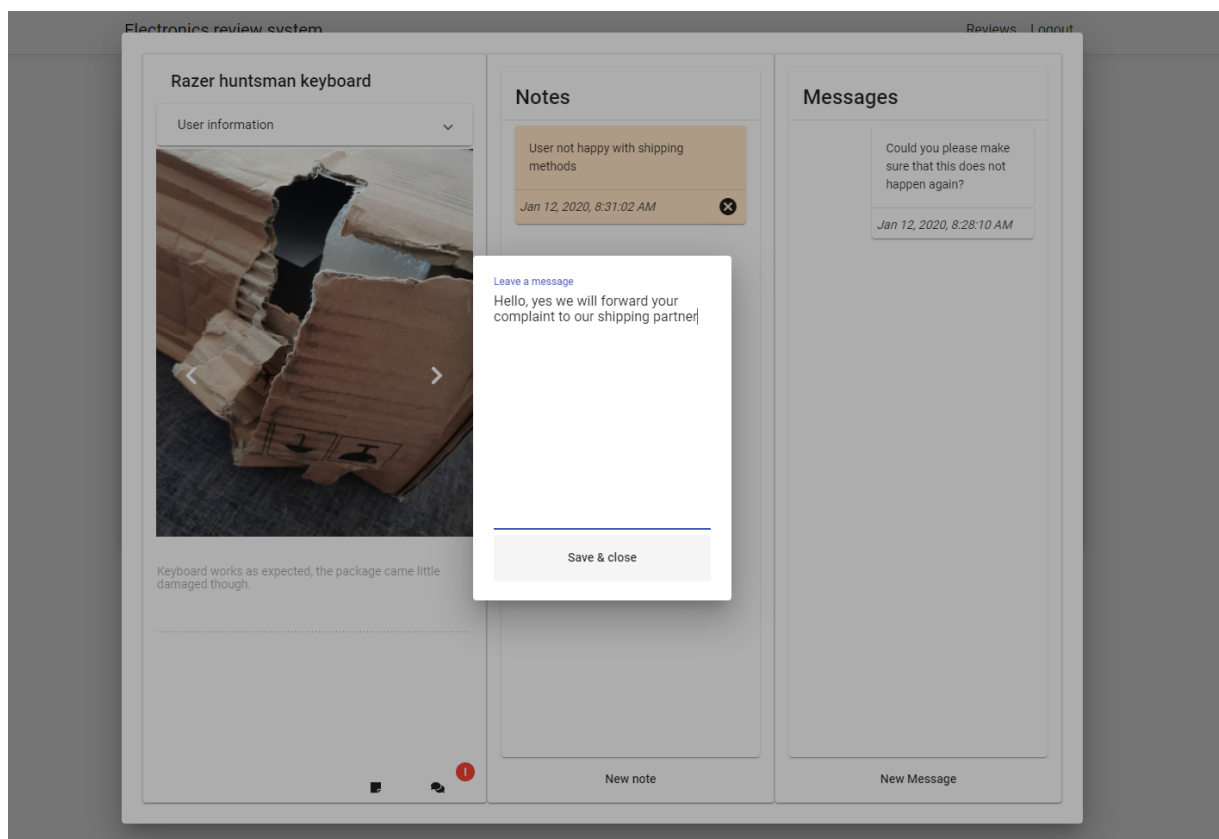 Electronics review system
Reviews Logout
Razer huntsman keyboard
User information
Keyboard works as expected, the package came little
damaged though.
Notes
User not happy with shipping
methods
Jan 12, 2020, 8:31:02 AM
New note
Messages
Could you please make
sure that this does not
happen again?
Jan 12, 2020, 8:28:10 AM
New Message
Leave a message
Hello, yes we will forward your
complaint to our shipping partner
Save & close